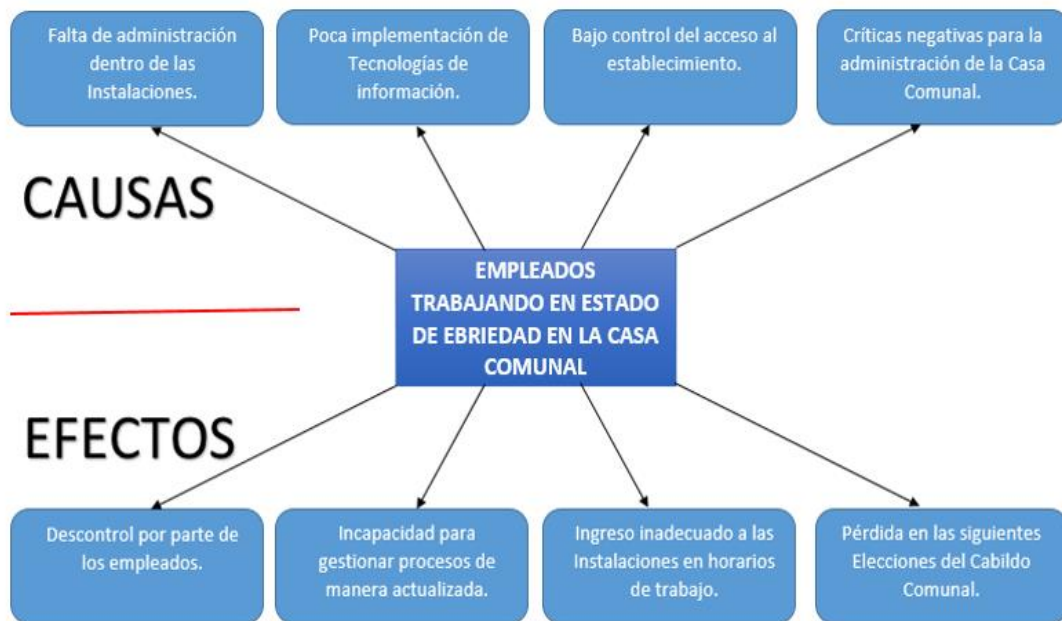 Falta de administración
dentro de las
Instalaciones.
Poca implementación de
Tecnologías de
información.
Bajo control del acceso al
establecimiento.
Críticas negativas para la
administración de la Casa
Comunal.
CAUSAS
EMPLEADOS
TRABAJANDO EN ESTADO
DE EBRIEDAD EN LA CASA
COMUNAL
EFECTOS
Descontrol por parte de
los empleados.
Incapacidad para
gestionar procesos de
manera actualizada.
Ingreso inadecuado a las
Instalaciones en horarios
de trabajo.
Pérdida en las siguientes
Elecciones del Cabildo
Comunal.